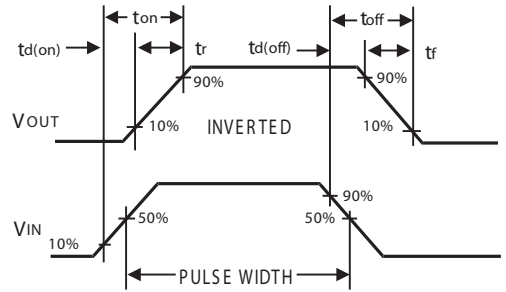 ton toff
td(on) tr td(off) tf
90% 90%
VOUT 10% INVERTED 10%
90%
50% 50%
VIN 10%
PULSE WIDTH